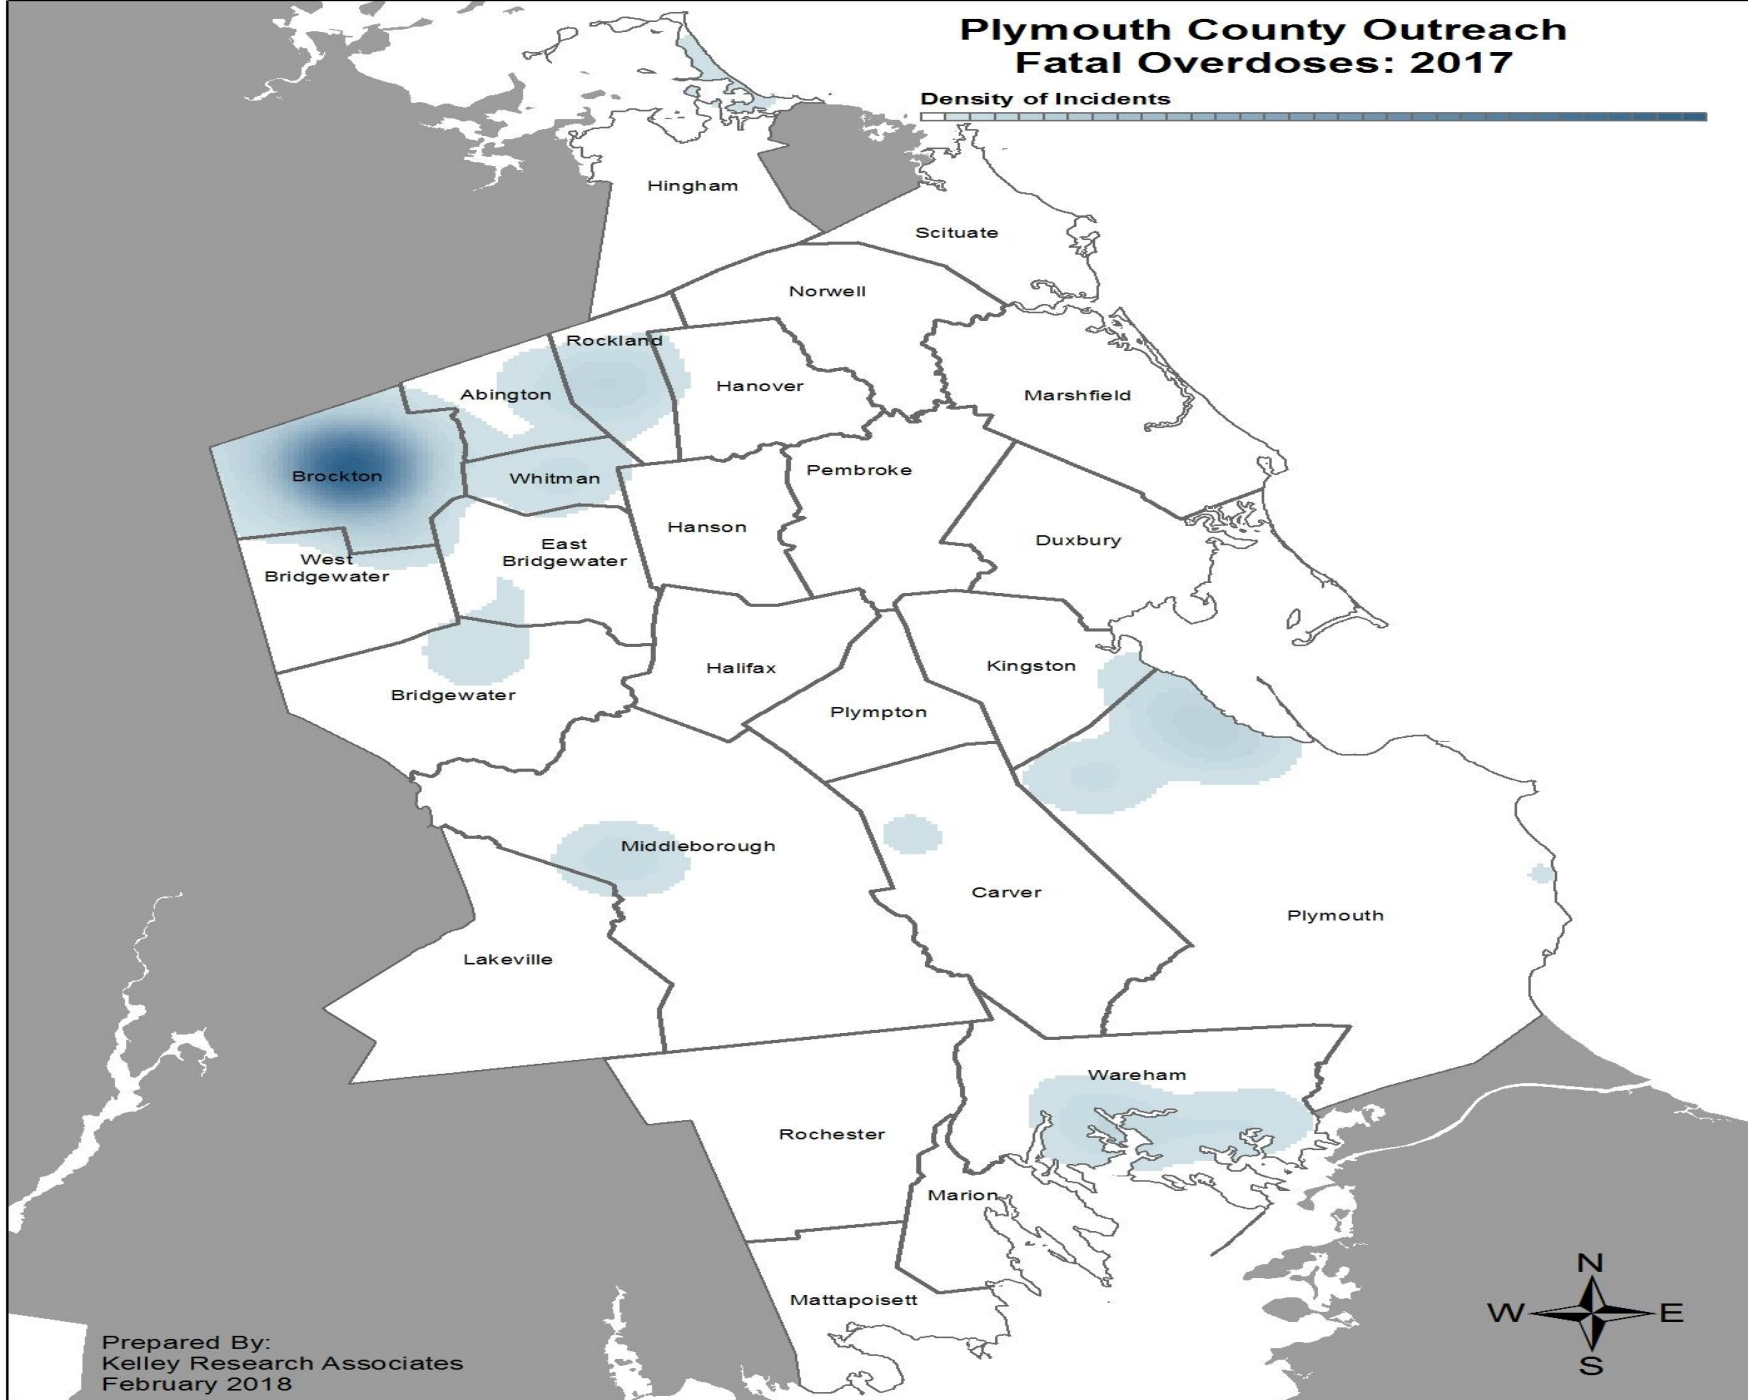 Plymouth County Outreach
Fatal Overdoses: 2017
Density of Incidents
Hingham
Scituate
Norwell
Rockland
Abington
Hanover
Marshfield
Brockton
Whitman
Pembroke
Hanson
Duxbury
East
Bridgewater
West
Bridgewater
Halifax
Kingston
Bridgewater
Plympton
Middleborough
Carver
Plymouth
Lakeville
Wareham
Rochester
Marion
Mattapoisett
N
W
E
S
Prepared By:
Kelley Research Associates
February 2018